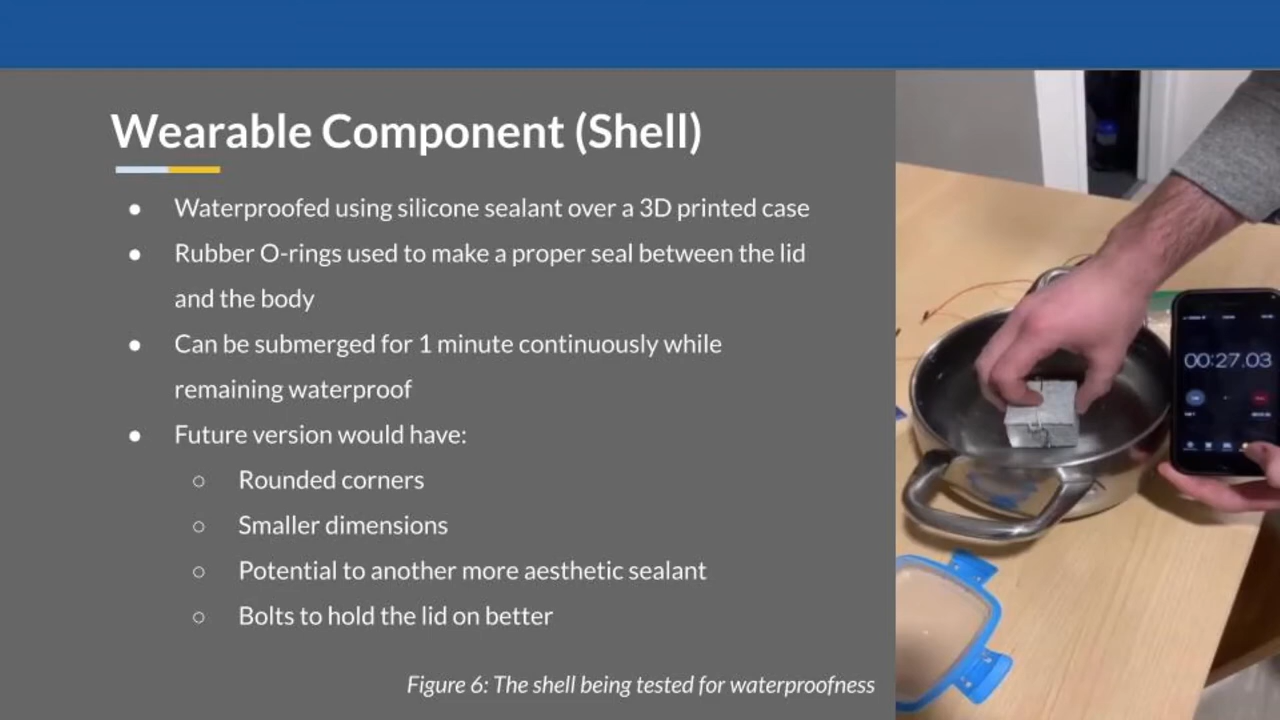 Wearable Component (Shell)
● Waterproofed using silicone sealant over a 3D printed case
● Rubber O-rings used to make a proper seal between the lid
and the body
● Can be submerged for 1 minute continuously while
remaining waterproof
● Future version would have:
○ Rounded corners
○ Smaller dimensions
○ Potential to another more aesthetic sealant
○ Bolts to hold the lid on better
00:27.03
Figure 6: The shell being tested for waterproofness